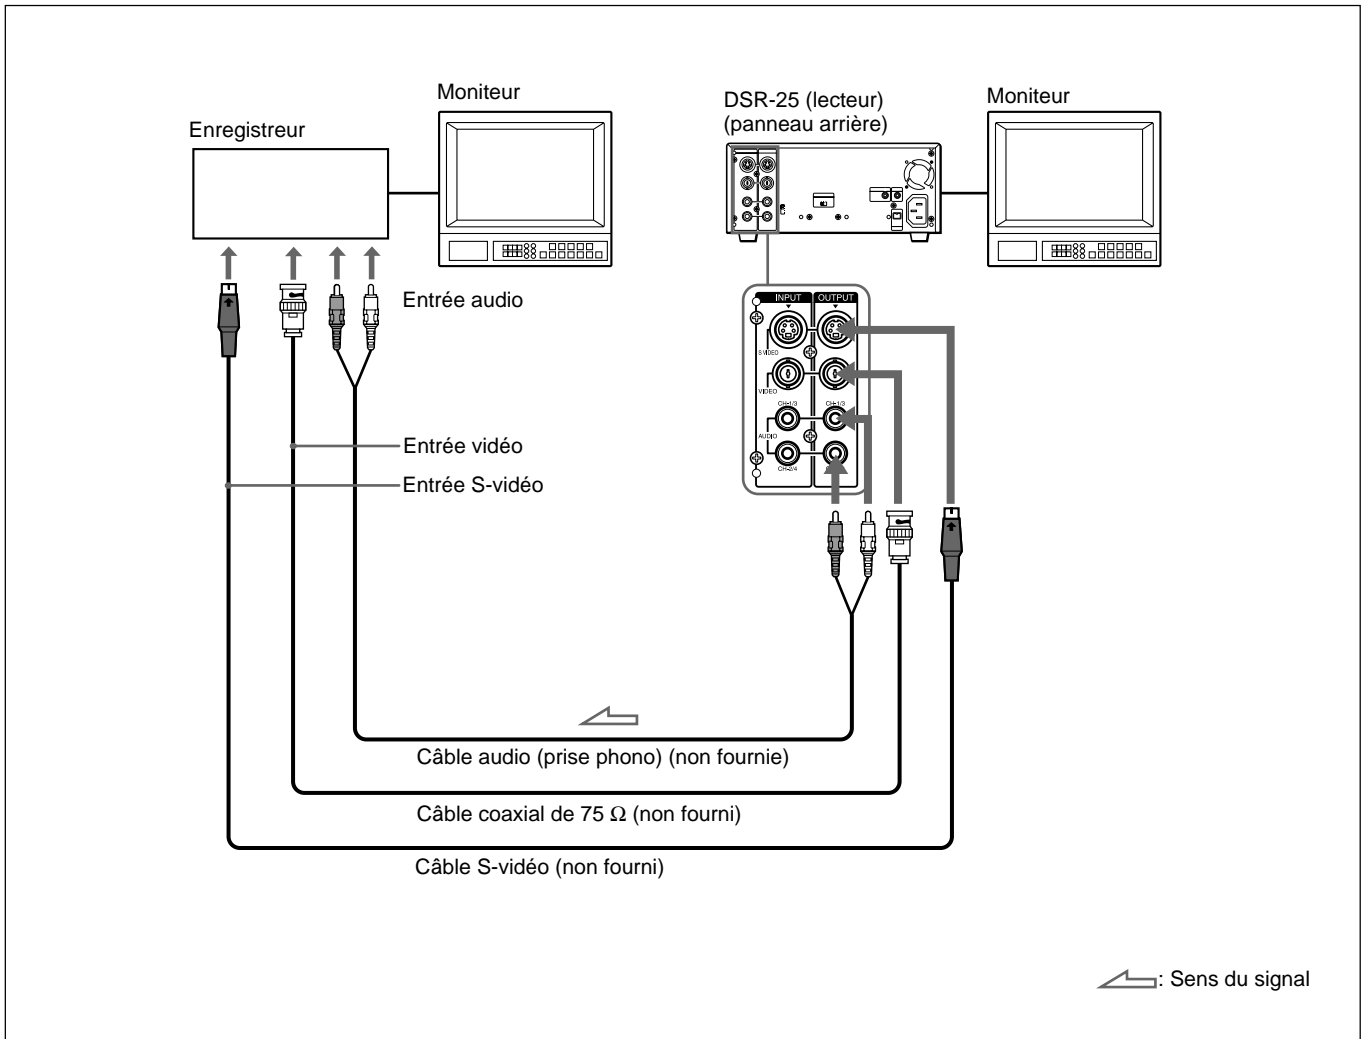 Moniteur
DSR-25 (lecteur)
(panneau arrière)
Moniteur
Enregistreur
Entrée audio
INPUT
OUTPUT
S VIDEO
VIDEO
CH-1/3
CH-1/3
AUDIO
CH-2/4
Entrée vidéo
Entrée S-vidéo
Câble audio (prise phono) (non fournie)
Câble coaxial de 75 Ω (non fourni)
Câble S-vidéo (non fourni)
: Sens du signal